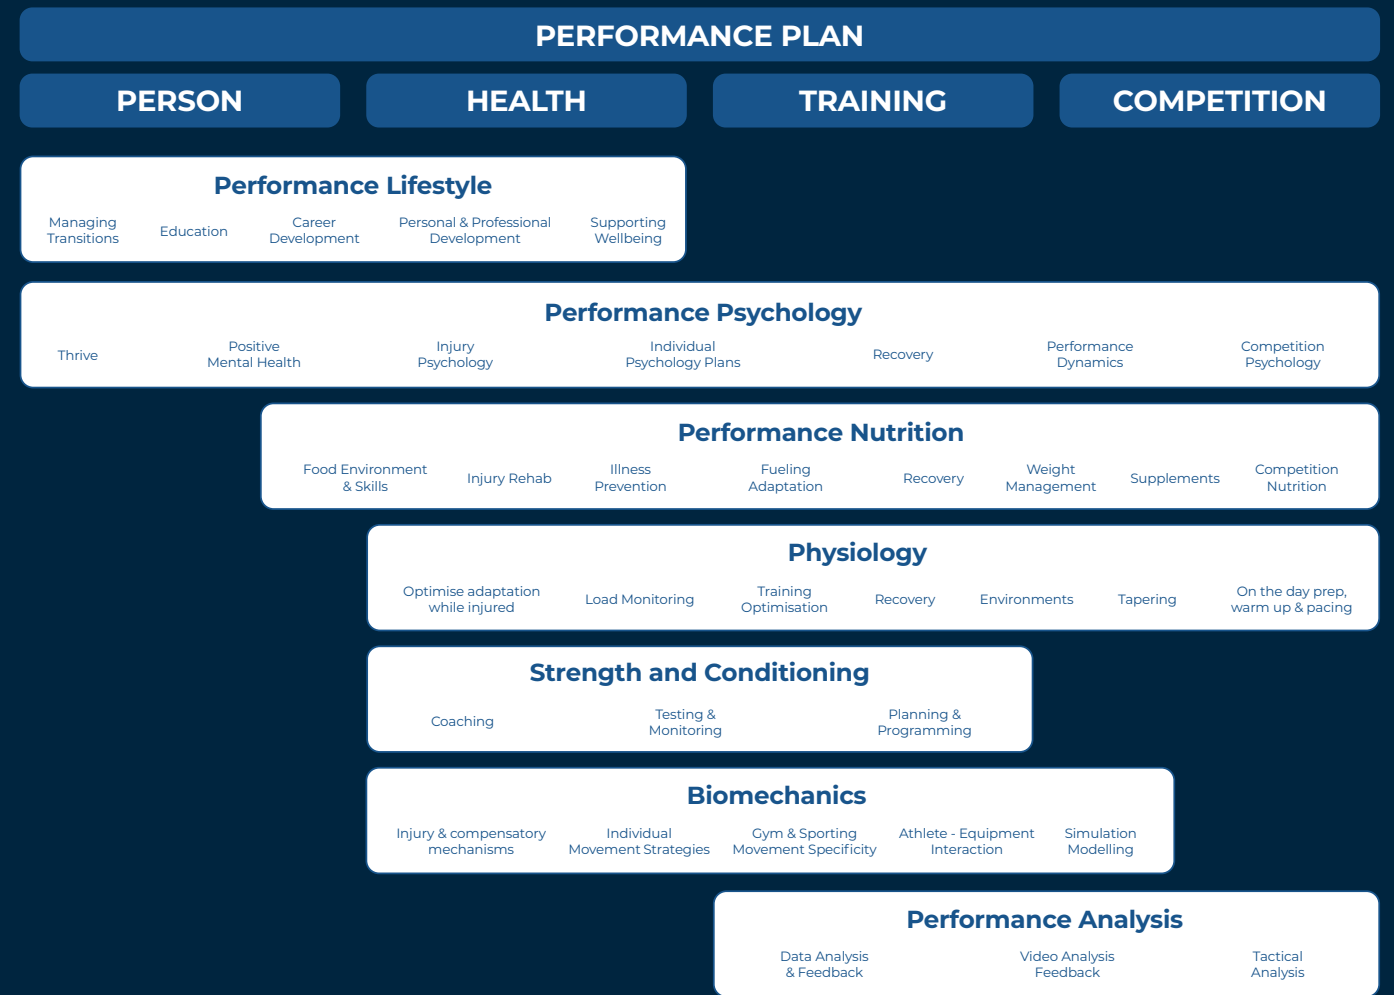 PERFORMANCE PLAN
PERSON
HEALTH
TRAINING
COMPETITION
Performance Lifestyle
Managing
Transitions
Education
Career
Development
Personal & Professional
Development
Supporting
Wellbeing
Performance Psychology
Thrive
Positive
Mental Health
Injury
Psychology
Individual
Psychology Plans
Recovery
Performance
Dynamics
Competition
Psychology
Performance Nutrition
Food Environment
& Skills
Injury Rehab
Illness
Prevention
Fueling
Adaptation
Recovery
Weight
Management
Supplements
Competition
Nutrition
Physiology
Optimise adaptation
while injured
Load Monitoring
Training
Optimisation
Recovery
Environments
Tapering
On the day prep,
warm up & pacing
Strength and Conditioning
Coaching
Testing &
Monitoring
Planning &
Programming
Biomechanics
Injury & compensatory
mechanisms
Individual
Movement Strategies
Gym & Sporting
Movement Specificity
Athlete - Equipment
Interaction
Simulation
Modelling
Performance Analysis
Data Analysis
& Feedback
Video Analysis
Feedback
Tactical
Analysis